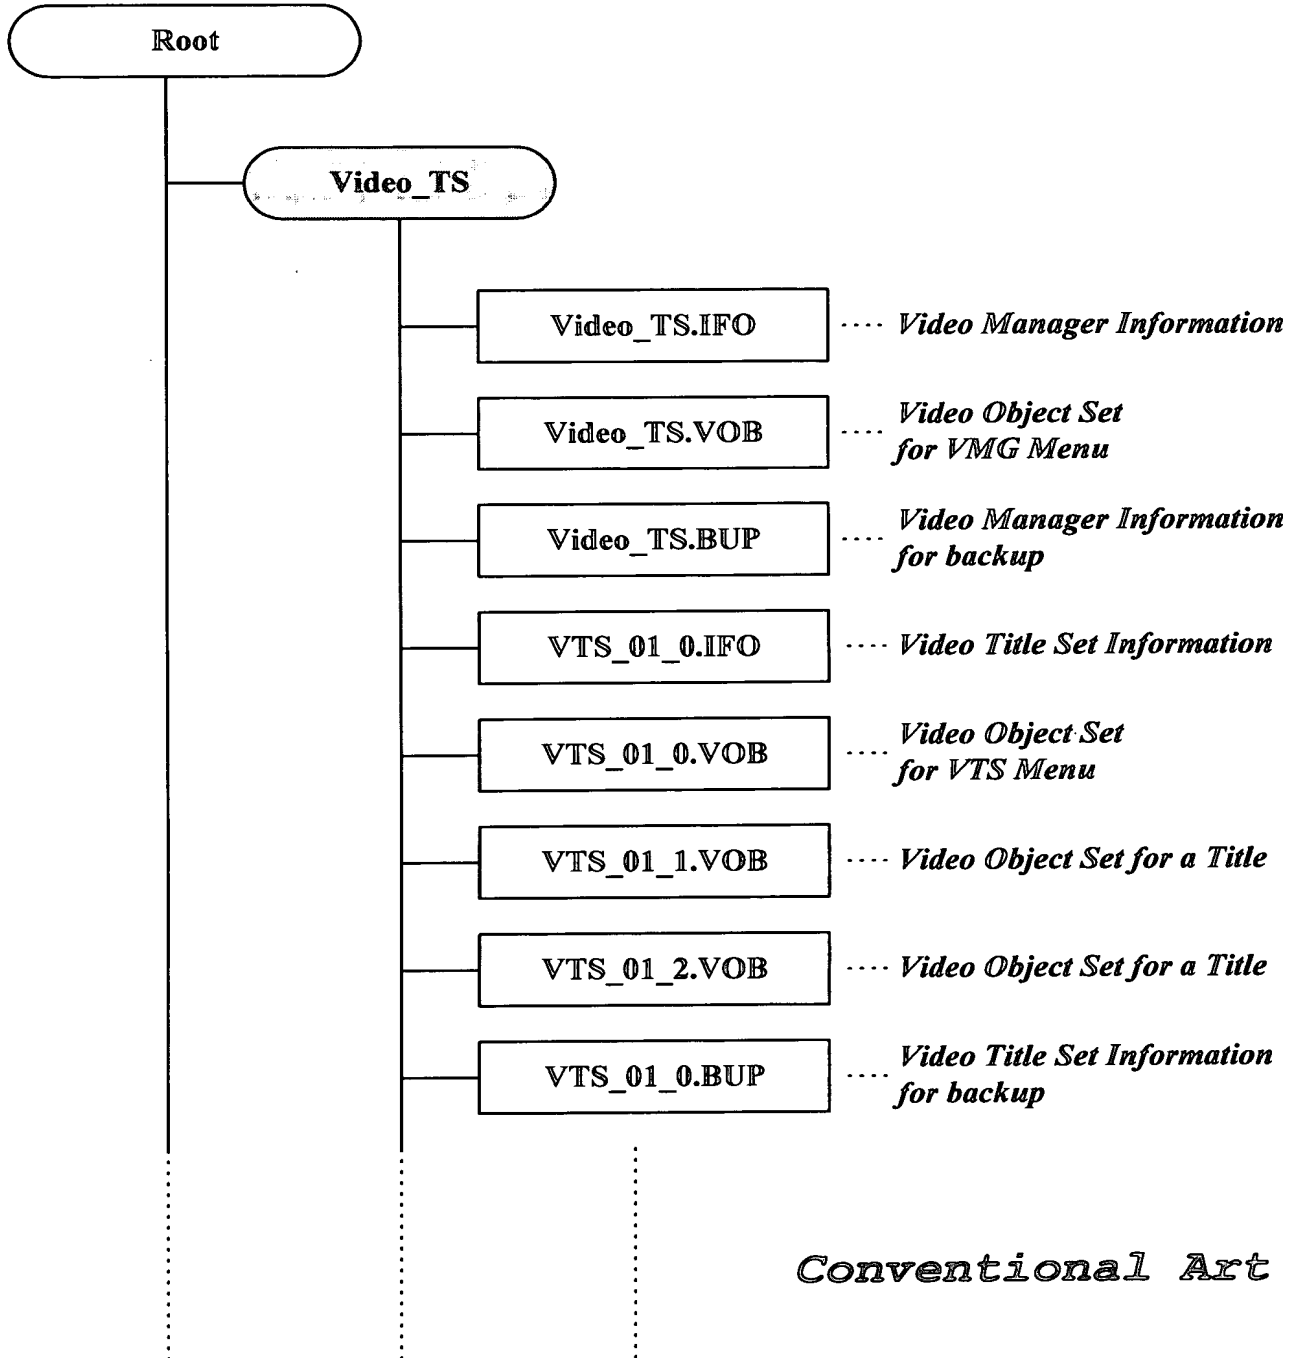 Root
Video_TS
Video_TS.IFO
Video Manager Information
Video_TS.VOB
Video Object Set
for VMG Menu
Video_TS.BUP
Video Manager Information
for backup
VTS_01_0.IFO
Video Title Set Information
VTS_01_0.VOB
Video Object Set
for VTS Menu
VTS_01_1.VOB
Video Object Set for a Title
VTS_01_2.VOB
Video Object Set for a Title
VTS_01_0.BUP
Video Title Set Information
for backup
Conventional Art